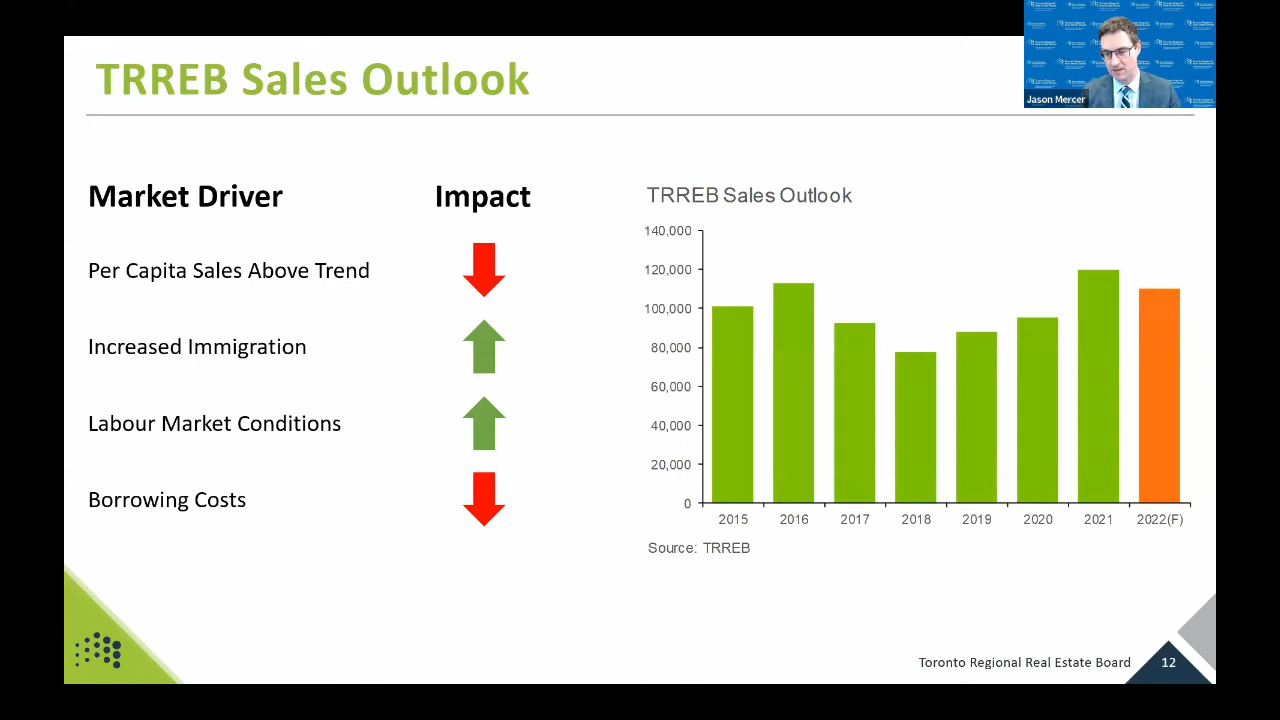 TRREB Sales Outlook
Jason Mercer
Market Driver Impact
Per Capita Sales Above Trend
Increased Immigration
Labour Market Conditions
Borrowing Costs
TRREB Sales Outlook
140,000
120,000
100,000
80,000
60,000
40,000
20,000
0
2015 2016 2017 2018 2019 2020 2021 2022(F)
Source: TRREB
Toronto Regional Real Estate Board 12